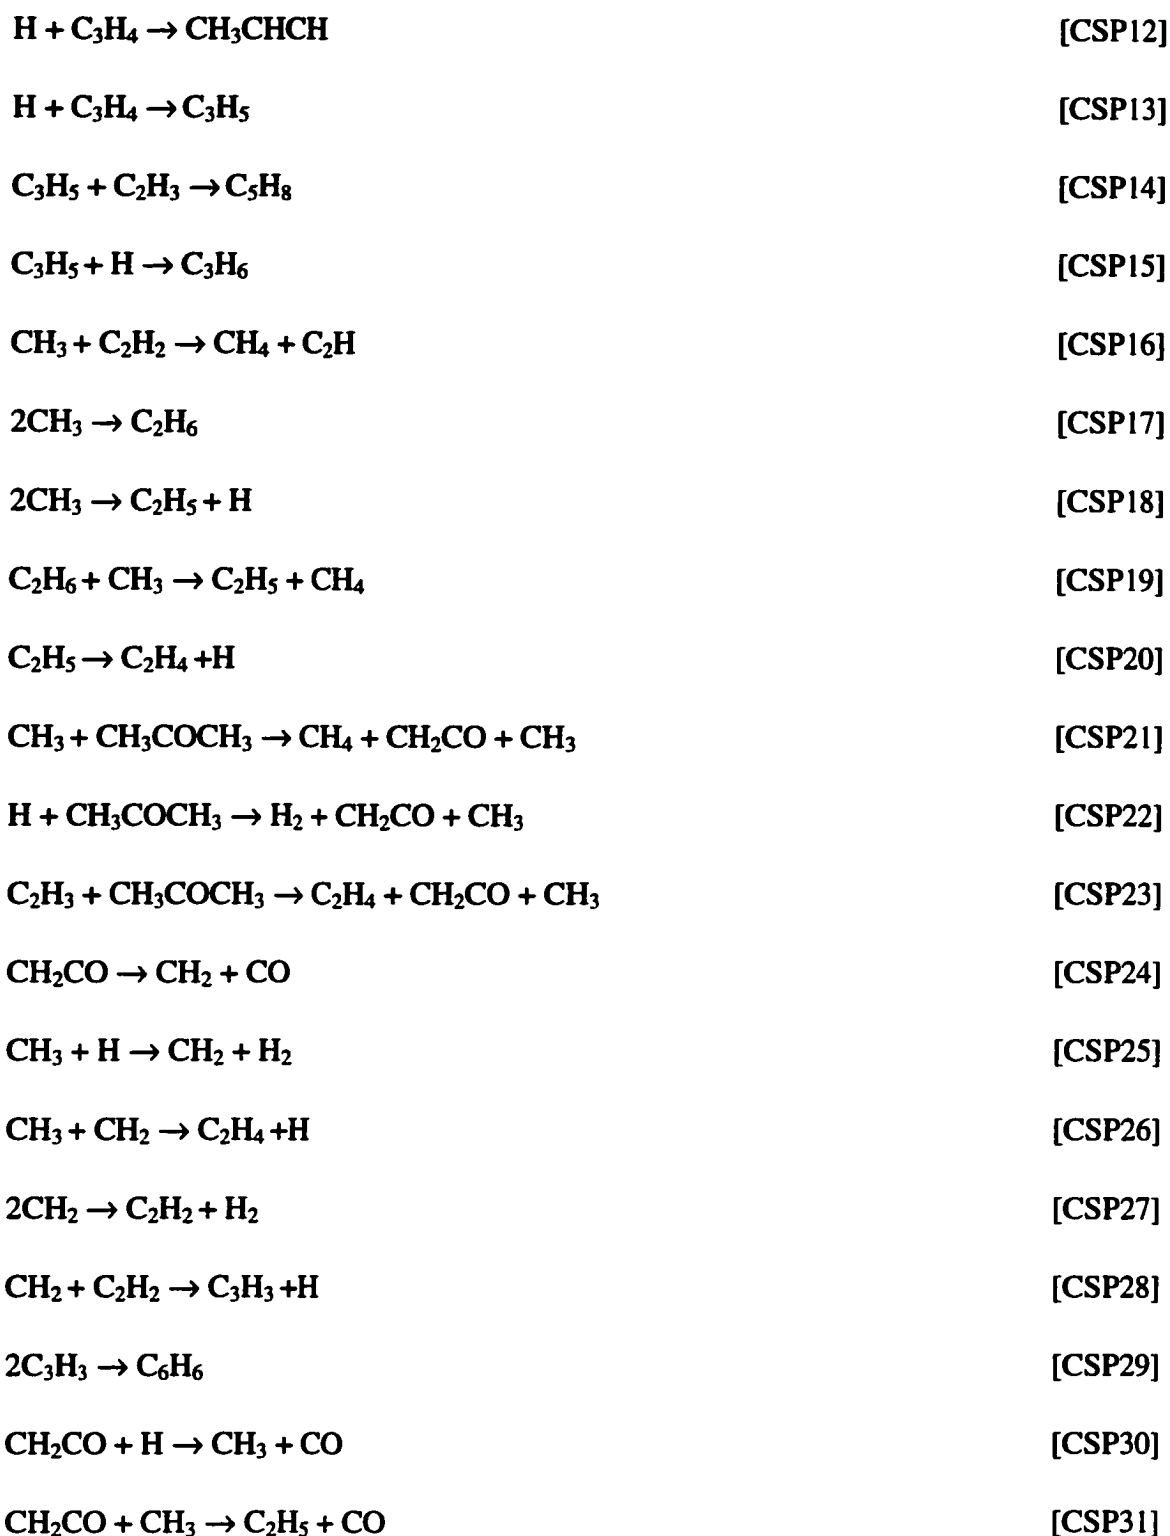 H + C₃H₄ → CH₃CHCH [CSP12]
H + C₃H₄ → C₃H₅ [CSP13]
C₃H₅ + C₂H₃ → C₅H₈ [CSP14]
C₃H₅ + H → C₃H₆ [CSP15]
CH₃ + C₂H₂ → CH₄ + C₂H [CSP16]
2CH₃ → C₂H₆ [CSP17]
2CH₃ → C₂H₅ + H [CSP18]
C₂H₆ + CH₃ → C₂H₅ + CH₄ [CSP19]
C₂H₅ → C₂H₄ +H [CSP20]
CH₃ + CH₃COCH₃ → CH₄ + CH₂CO + CH₃ [CSP21]
H + CH₃COCH₃ → H₂ + CH₂CO + CH₃ [CSP22]
C₂H₃ + CH₃COCH₃ → C₂H₄ + CH₂CO + CH₃ [CSP23]
CH₂CO → CH₂ + CO [CSP24]
CH₃ + H → CH₂ + H₂ [CSP25]
CH₃ + CH₂ → C₂H₄ +H [CSP26]
2CH₂ → C₂H₂ + H₂ [CSP27]
CH₂ + C₂H₂ → C₃H₃ +H [CSP28]
2C₃H₃ → C₆H₆ [CSP29]
CH₂CO + H → CH₃ + CO [CSP30]
CH₂CO + CH₃ → C₂H₅ + CO [CSP31]